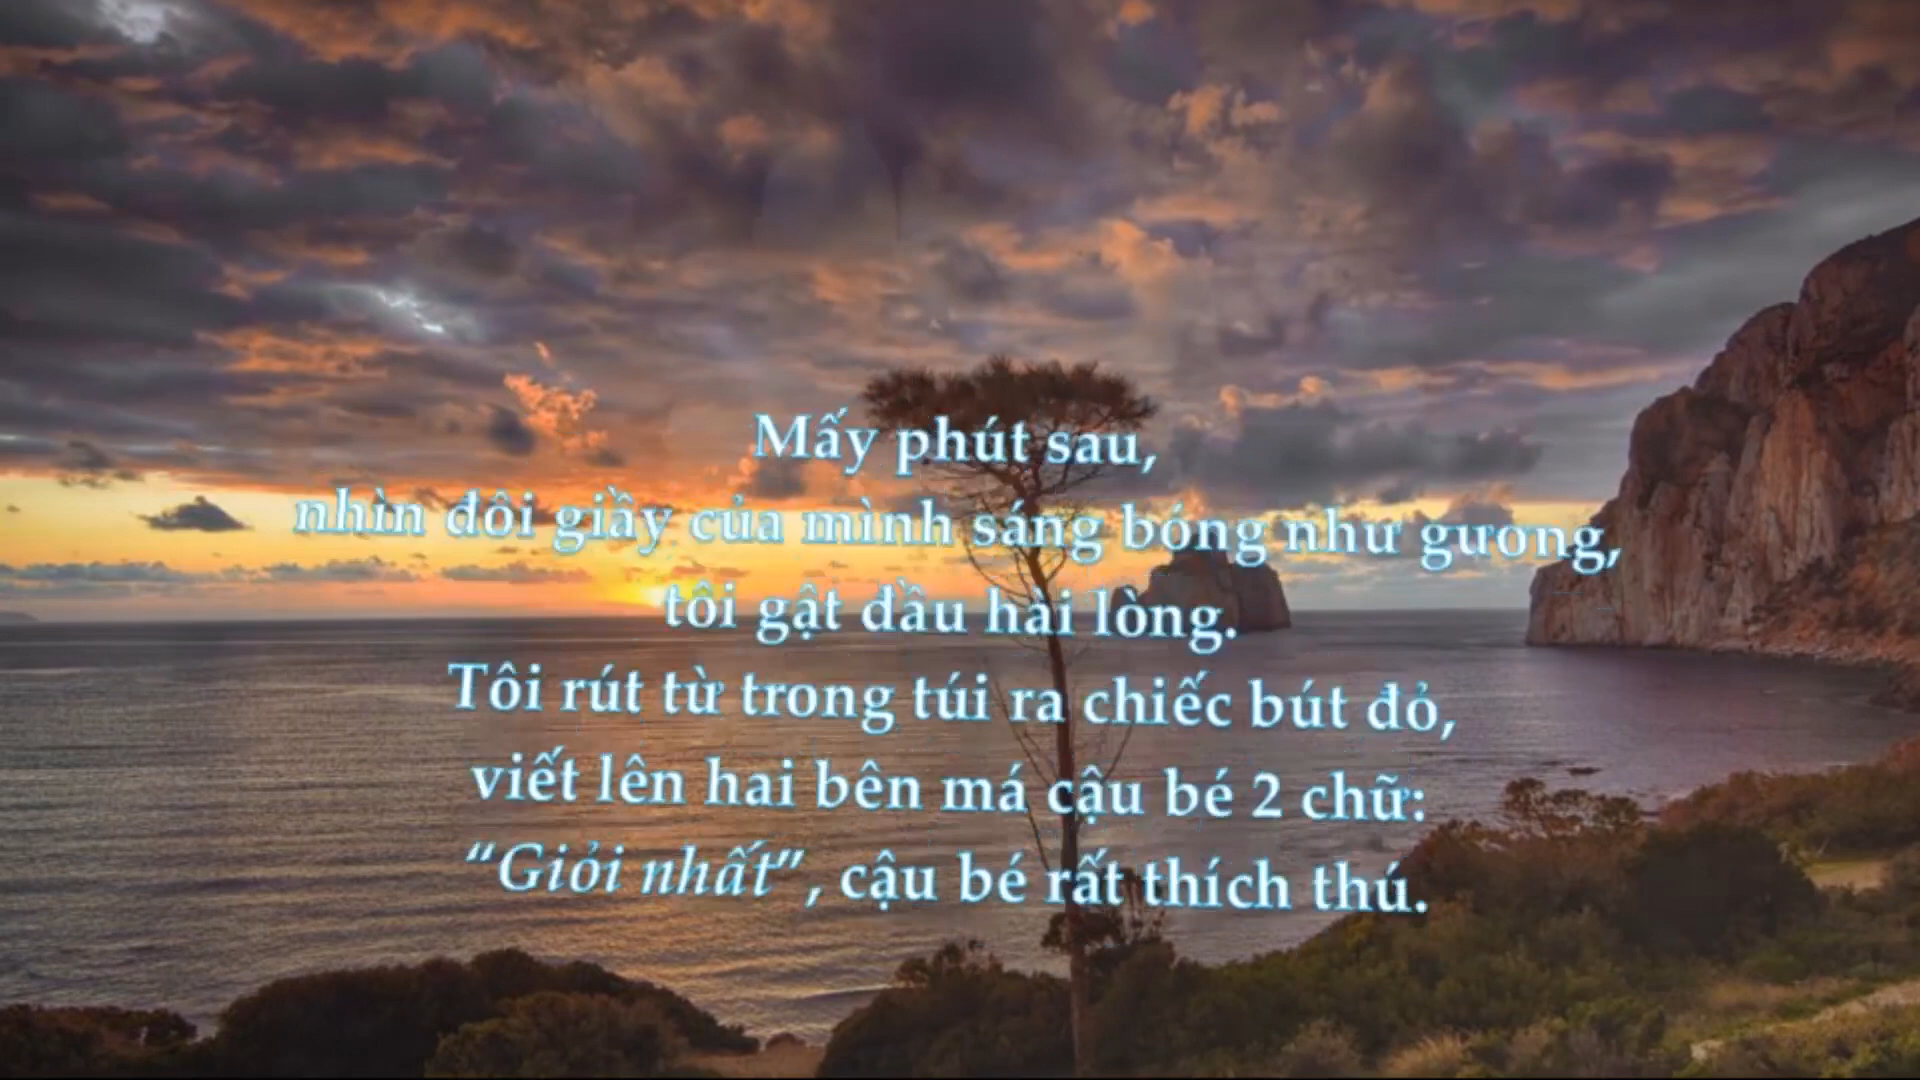 Mấy phút sau,
nhìn đôi giầy của mình sáng bóng như gương,
tôi gật đầu hài lòng.
Tôi rút từ trong túi ra chiếc bút đỏ,
viết lên hai bên má cậu bé 2 chữ:
“Giỏi nhất”, cậu bé rất thích thú.